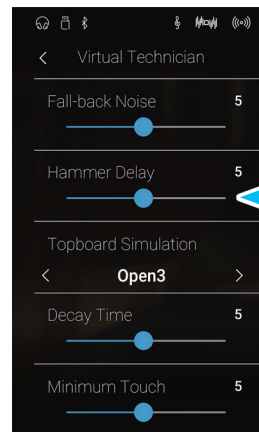 Virtual Technician
Fall-back Noise 5
Hammer Delay 5
Topboard Simulation
Open3
Decay Time 5
Minimum Touch 5